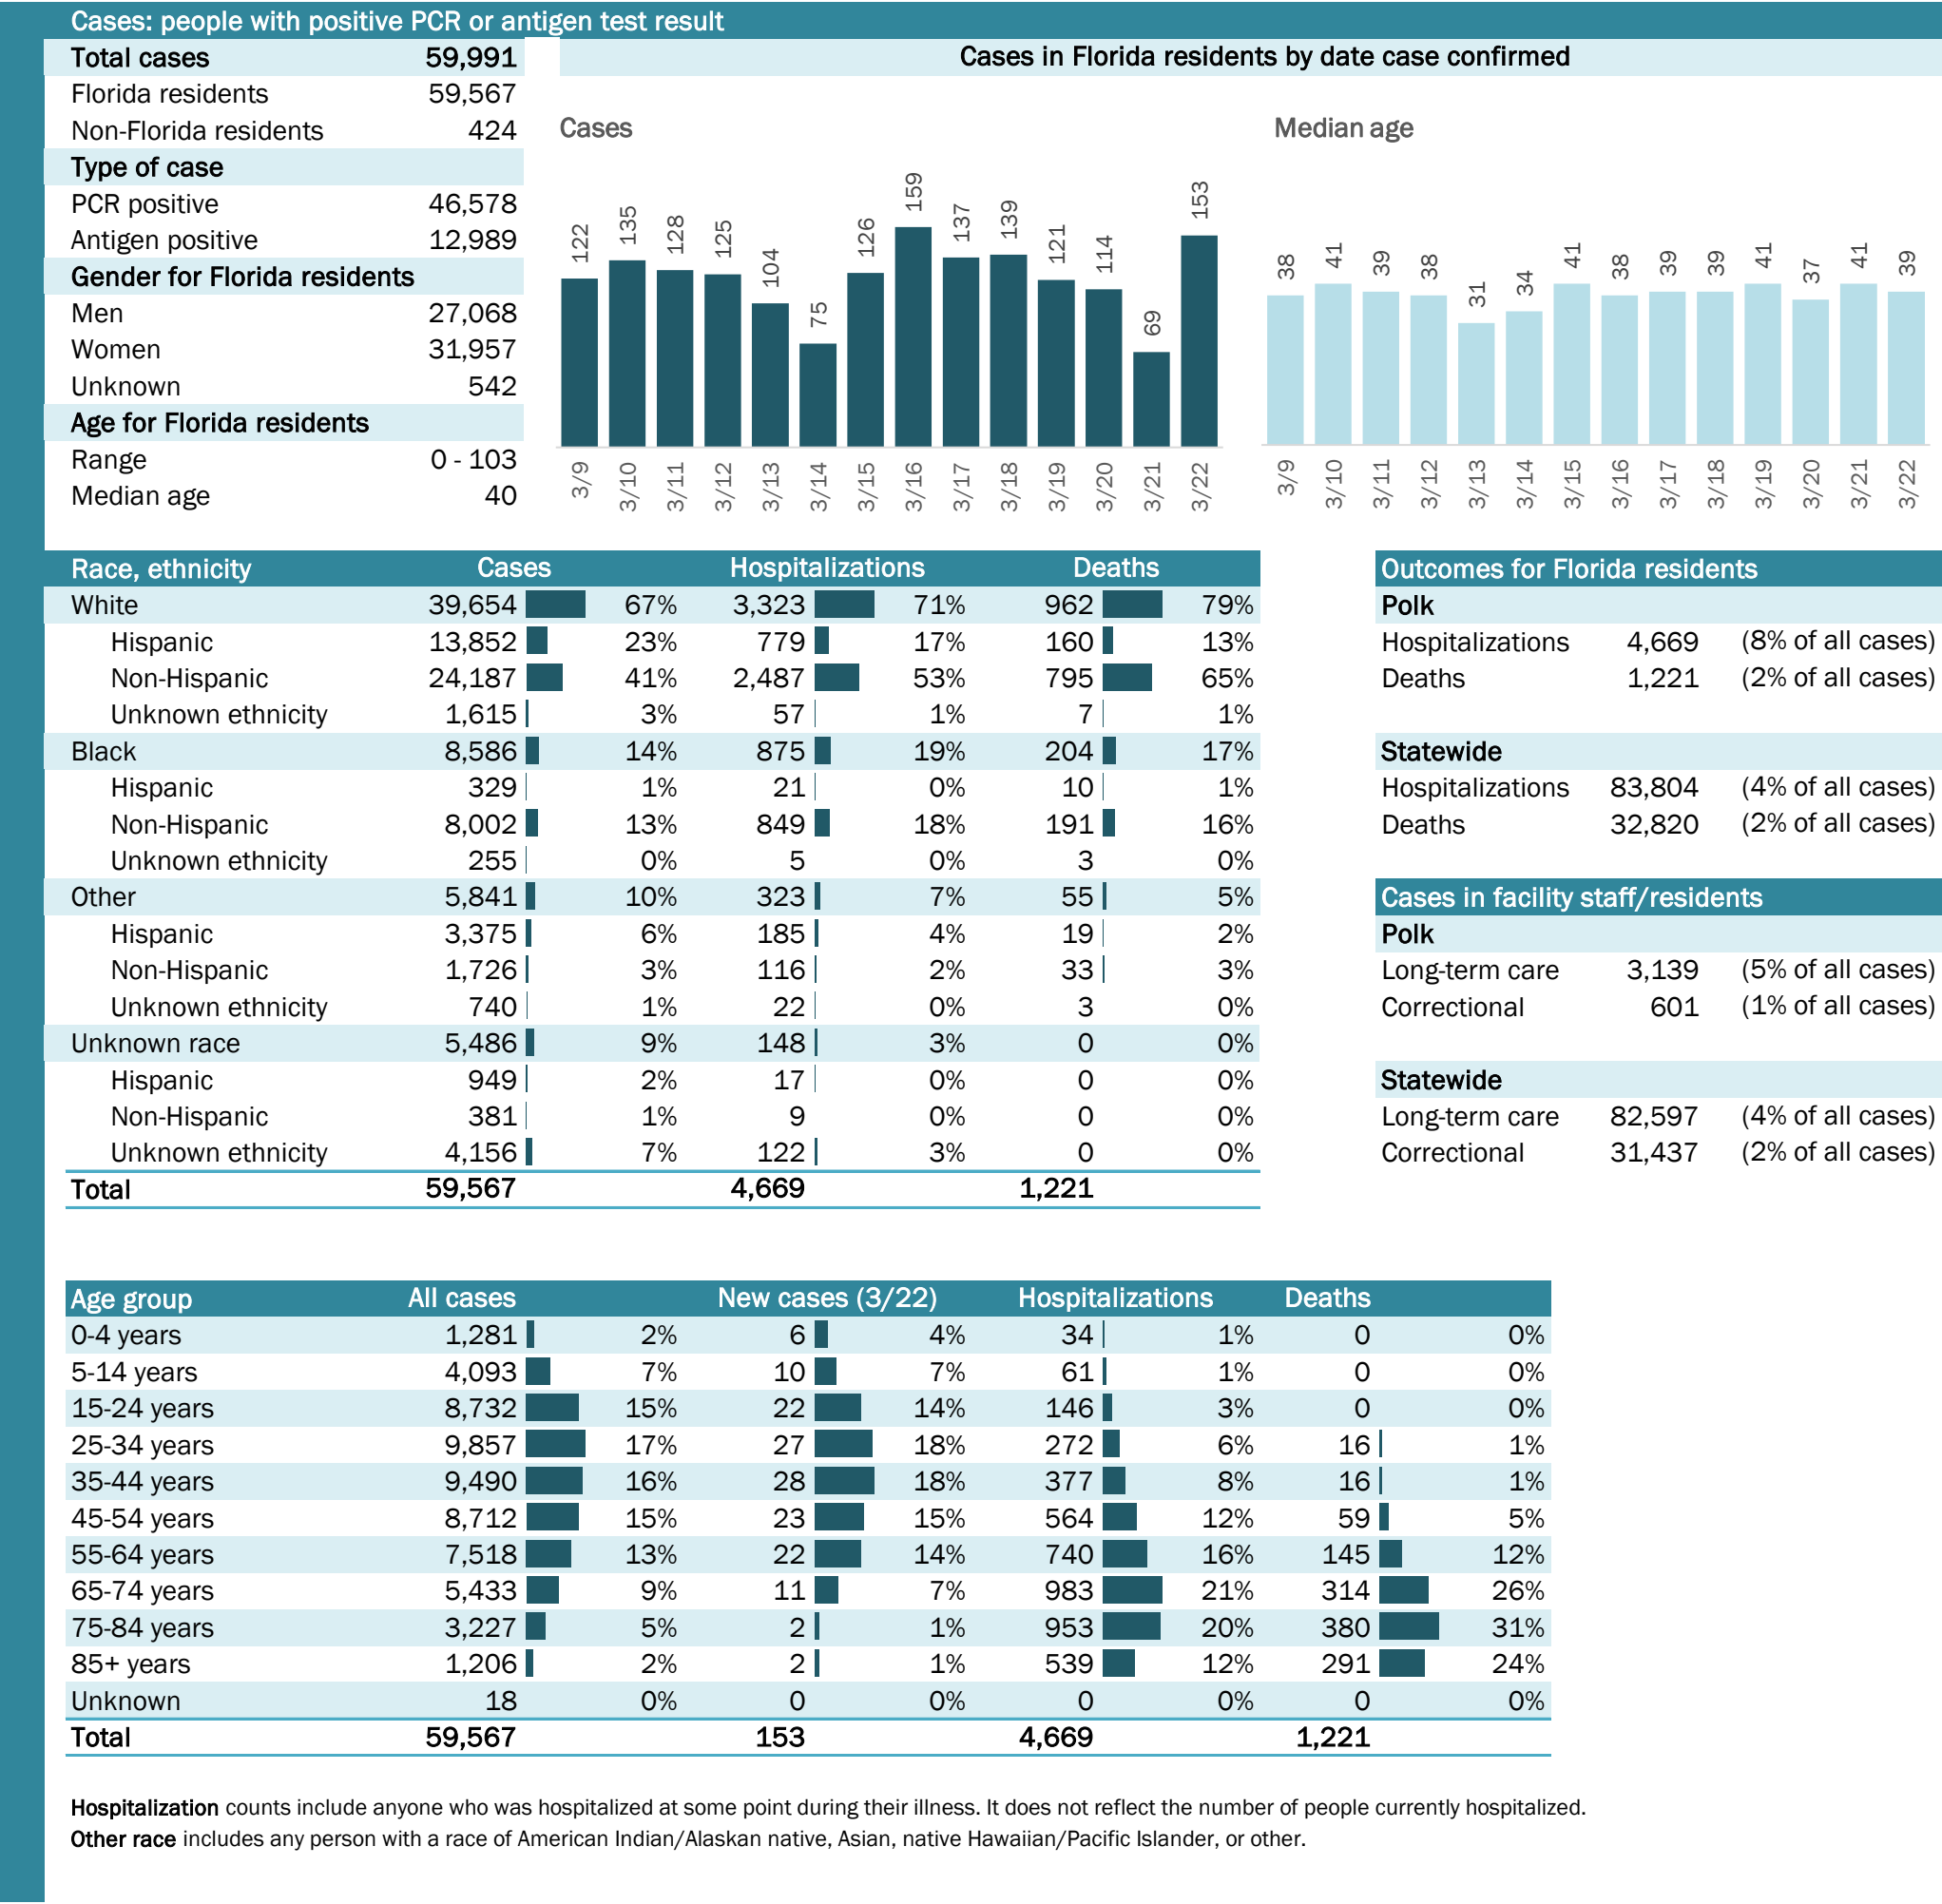 Cases: people with positive PCR or antigen test result
Total cases 59,991
Florida residents 59,567
Non-Florida residents 424
Type of case
PCR positive 46,578
Antigen positive 12,989
Gender for Florida residents
Men 27,068
Women 31,957
Unknown 542
Age for Florida residents
Range 0 - 103
Median age 40
Cases in Florida residents by date case confirmed
Cases
122 135 128 125 104 75 126 159 137 139 121 114 69 153
3/9 3/10 3/11 3/12 3/13 3/14 3/15 3/16 3/17 3/18 3/19 3/20 3/21 3/22
Median age
38 41 39 38 31 34 41 38 39 39 41 37 41 39
3/9 3/10 3/11 3/12 3/13 3/14 3/15 3/16 3/17 3/18 3/19 3/20 3/21 3/22
Race, ethnicity Cases Hospitalizations Deaths
White 39,654 67% 3,323 71% 962 79%
Hispanic 13,852 23% 779 17% 160 13%
Non-Hispanic 24,187 41% 2,487 53% 795 65%
Unknown ethnicity 1,615 3% 57 1% 7 1%
Black 8,586 14% 875 19% 204 17%
Hispanic 329 1% 21 0% 10 1%
Non-Hispanic 8,002 13% 849 18% 191 16%
Unknown ethnicity 255 0% 5 0% 3 0%
Other 5,841 10% 323 7% 55 5%
Hispanic 3,375 6% 185 4% 19 2%
Non-Hispanic 1,726 3% 116 2% 33 3%
Unknown ethnicity 740 1% 22 0% 3 0%
Unknown race 5,486 9% 148 3% 0 0%
Hispanic 949 2% 17 0% 0 0%
Non-Hispanic 381 1% 9 0% 0 0%
Unknown ethnicity 4,156 7% 122 3% 0 0%
Total 59,567 4,669 1,221
Outcomes for Florida residents
Polk
Hospitalizations 4,669 (8% of all cases)
Deaths 1,221 (2% of all cases)
Statewide
Hospitalizations 83,804 (4% of all cases)
Deaths 32,820 (2% of all cases)
Cases in facility staff/residents
Polk
Long-term care 3,139 (5% of all cases)
Correctional 601 (1% of all cases)
Statewide
Long-term care 82,597 (4% of all cases)
Correctional 31,437 (2% of all cases)
Age group All cases New cases (3/22) Hospitalizations Deaths
0-4 years 1,281 2% 6 4% 34 1% 0 0%
5-14 years 4,093 7% 10 7% 61 1% 0 0%
15-24 years 8,732 15% 22 14% 146 3% 0 0%
25-34 years 9,857 17% 27 18% 272 6% 16 1%
35-44 years 9,490 16% 28 18% 377 8% 16 1%
45-54 years 8,712 15% 23 15% 564 12% 59 5%
55-64 years 7,518 13% 22 14% 740 16% 145 12%
65-74 years 5,433 9% 11 7% 983 21% 314 26%
75-84 years 3,227 5% 2 1% 953 20% 380 31%
85+ years 1,206 2% 2 1% 539 12% 291 24%
Unknown 18 0% 0 0% 0 0% 0 0%
Total 59,567 153 4,669 1,221
Hospitalization counts include anyone who was hospitalized at some point during their illness. It does not reflect the number of people currently hospitalized.
Other race includes any person with a race of American Indian/Alaskan native, Asian, native Hawaiian/Pacific Islander, or other.